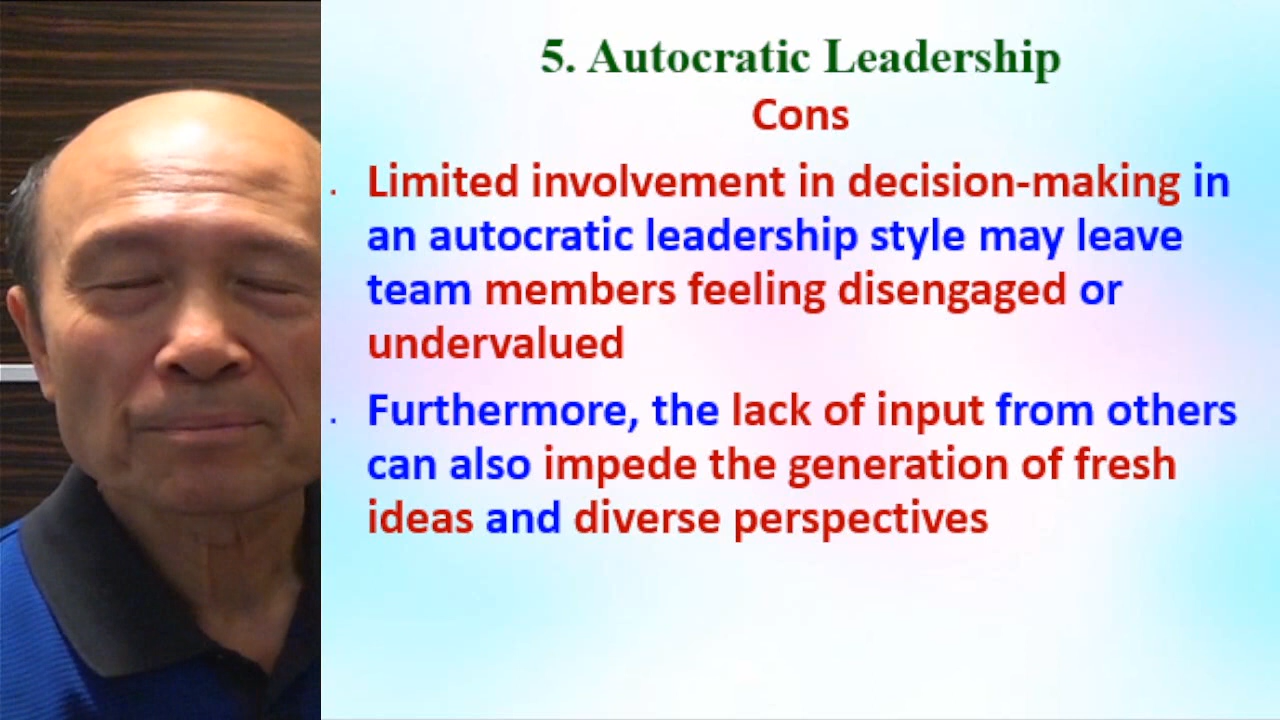 5. Autocratic Leadership
Cons
. Limited involvement in decision-making in
an autocratic leadership style may leave
team members feeling disengaged or
undervalued
. Furthermore, the lack of input from others
can also impede the generation of fresh
ideas and diverse perspectives